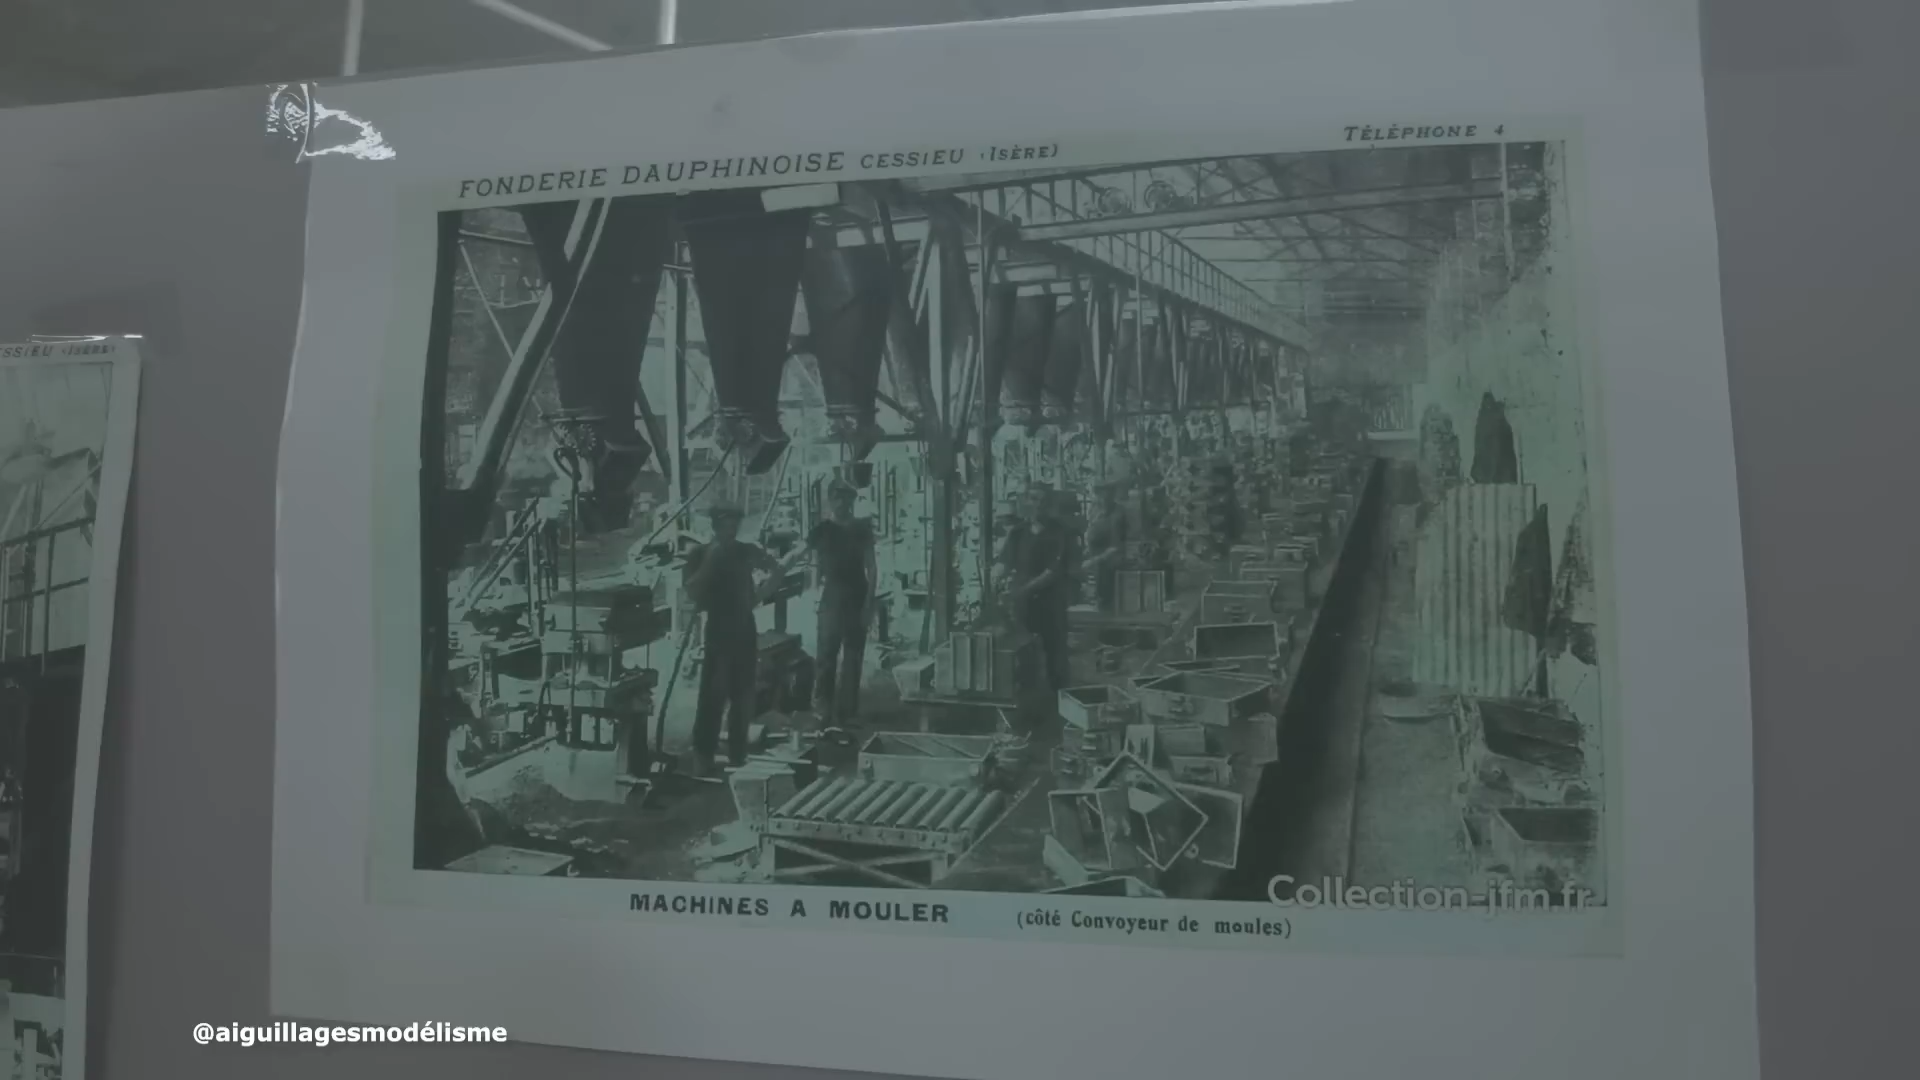 FONDERIE DAUPHINOISE CESSIEU (ISÈRE)
TÉLÉPHONE 4
CESSIEU (ISÈRE)
MACHINES A MOULER (côté Convoyeur de moules)
Collection-jfm.fr
@aiguillagesmodélisme